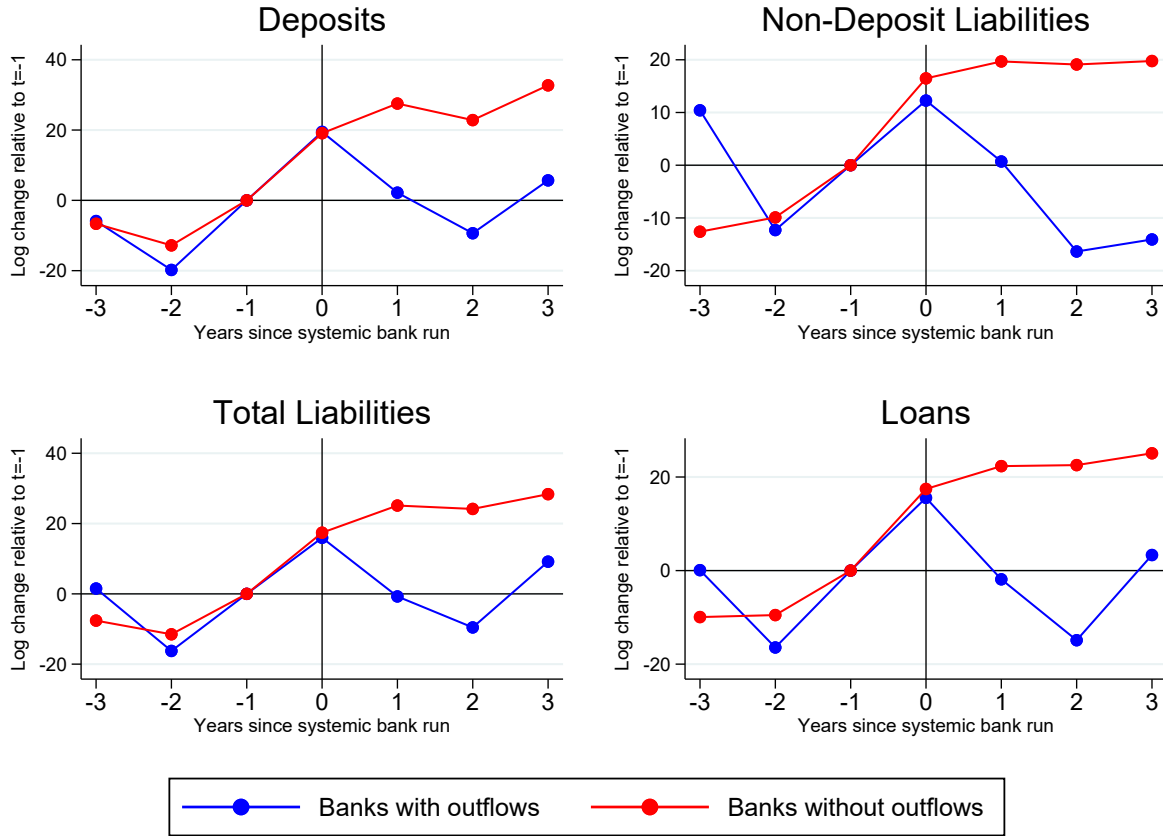 Deposits
Log change relative to t=-1
40
20
0
-20
-3 -2 -1 0 1 2 3
Years since systemic bank run
Non-Deposit Liabilities
Log change relative to t=-1
20
10
0
-10
-20
-3 -2 -1 0 1 2 3
Years since systemic bank run
Total Liabilities
Log change relative to t=-1
40
20
0
-20
-3 -2 -1 0 1 2 3
Years since systemic bank run
Loans
Log change relative to t=-1
20
0
-20
-3 -2 -1 0 1 2 3
Years since systemic bank run
Banks with outflows
Banks without outflows